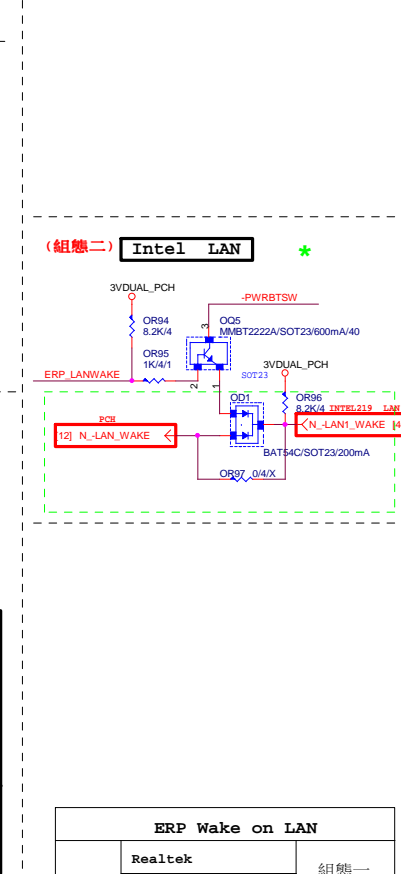 (組態二) Intel LAN *
3VDUAL_PCH
-PWRBTSW
OR94
8.2K/4
3
OQ5
MMBT2222A/SOT23/600mA/40
OR95
1K/4/1
ERP_LANWAKE
2
1
SOT23
3VDUAL_PCH
OD1
OR96
8.2K/4
INTEL219 LAN
PCH
12] N_-LAN_WAKE
N_-LAN1_WAKE [4
BAT54C/SOT23/200mA
OR97 0/4/X
ERP Wake on LAN
Realtek
組態一